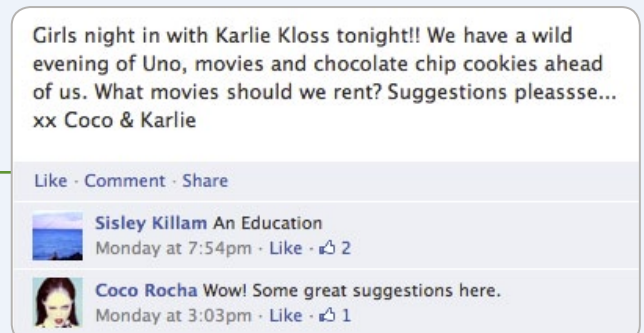 Girls night in with Karlie Kloss tonight!! We have a wild
evening of Uno, movies and chocolate chip cookies ahead
of us. What movies should we rent? Suggestions pleassse...
xx Coco & Karlie
Like · Comment · Share
Sisley Killam An Education
Monday at 7:54pm · Like · 2
Coco Rocha Wow! Some great suggestions here.
Monday at 3:03pm · Like · 1